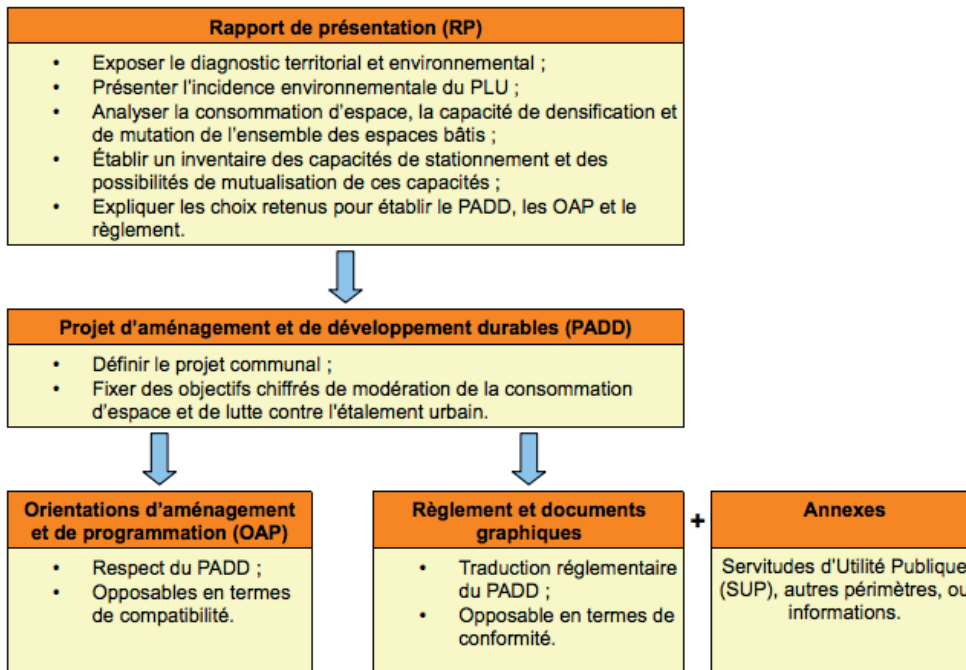 Rapport de présentation (RP)
• Exposer le diagnostic territorial et environnemental ;
• Présenter l'incidence environnementale du PLU ;
• Analyser la consommation d'espace, la capacité de densification et
de mutation de l'ensemble des espaces bâtis ;
• Établir un inventaire des capacités de stationnement et des
possibilités de mutualisation de ces capacités ;
• Expliquer les choix retenus pour établir le PADD, les OAP et le
règlement.
Projet d'aménagement et de développement durables (PADD)
• Définir le projet communal ;
• Fixer des objectifs chiffrés de modération de la consommation
d'espace et de lutte contre l'étalement urbain.
Orientations d'aménagement
et de programmation (OAP)
• Respect du PADD ;
• Opposables en termes
de compatibilité.
Règlement et documents
graphiques
• Traduction réglementaire
du PADD ;
• Opposable en termes de
conformité.
+
Annexes
Servitudes d'Utilité Publique
(SUP), autres périmètres, ou
informations.